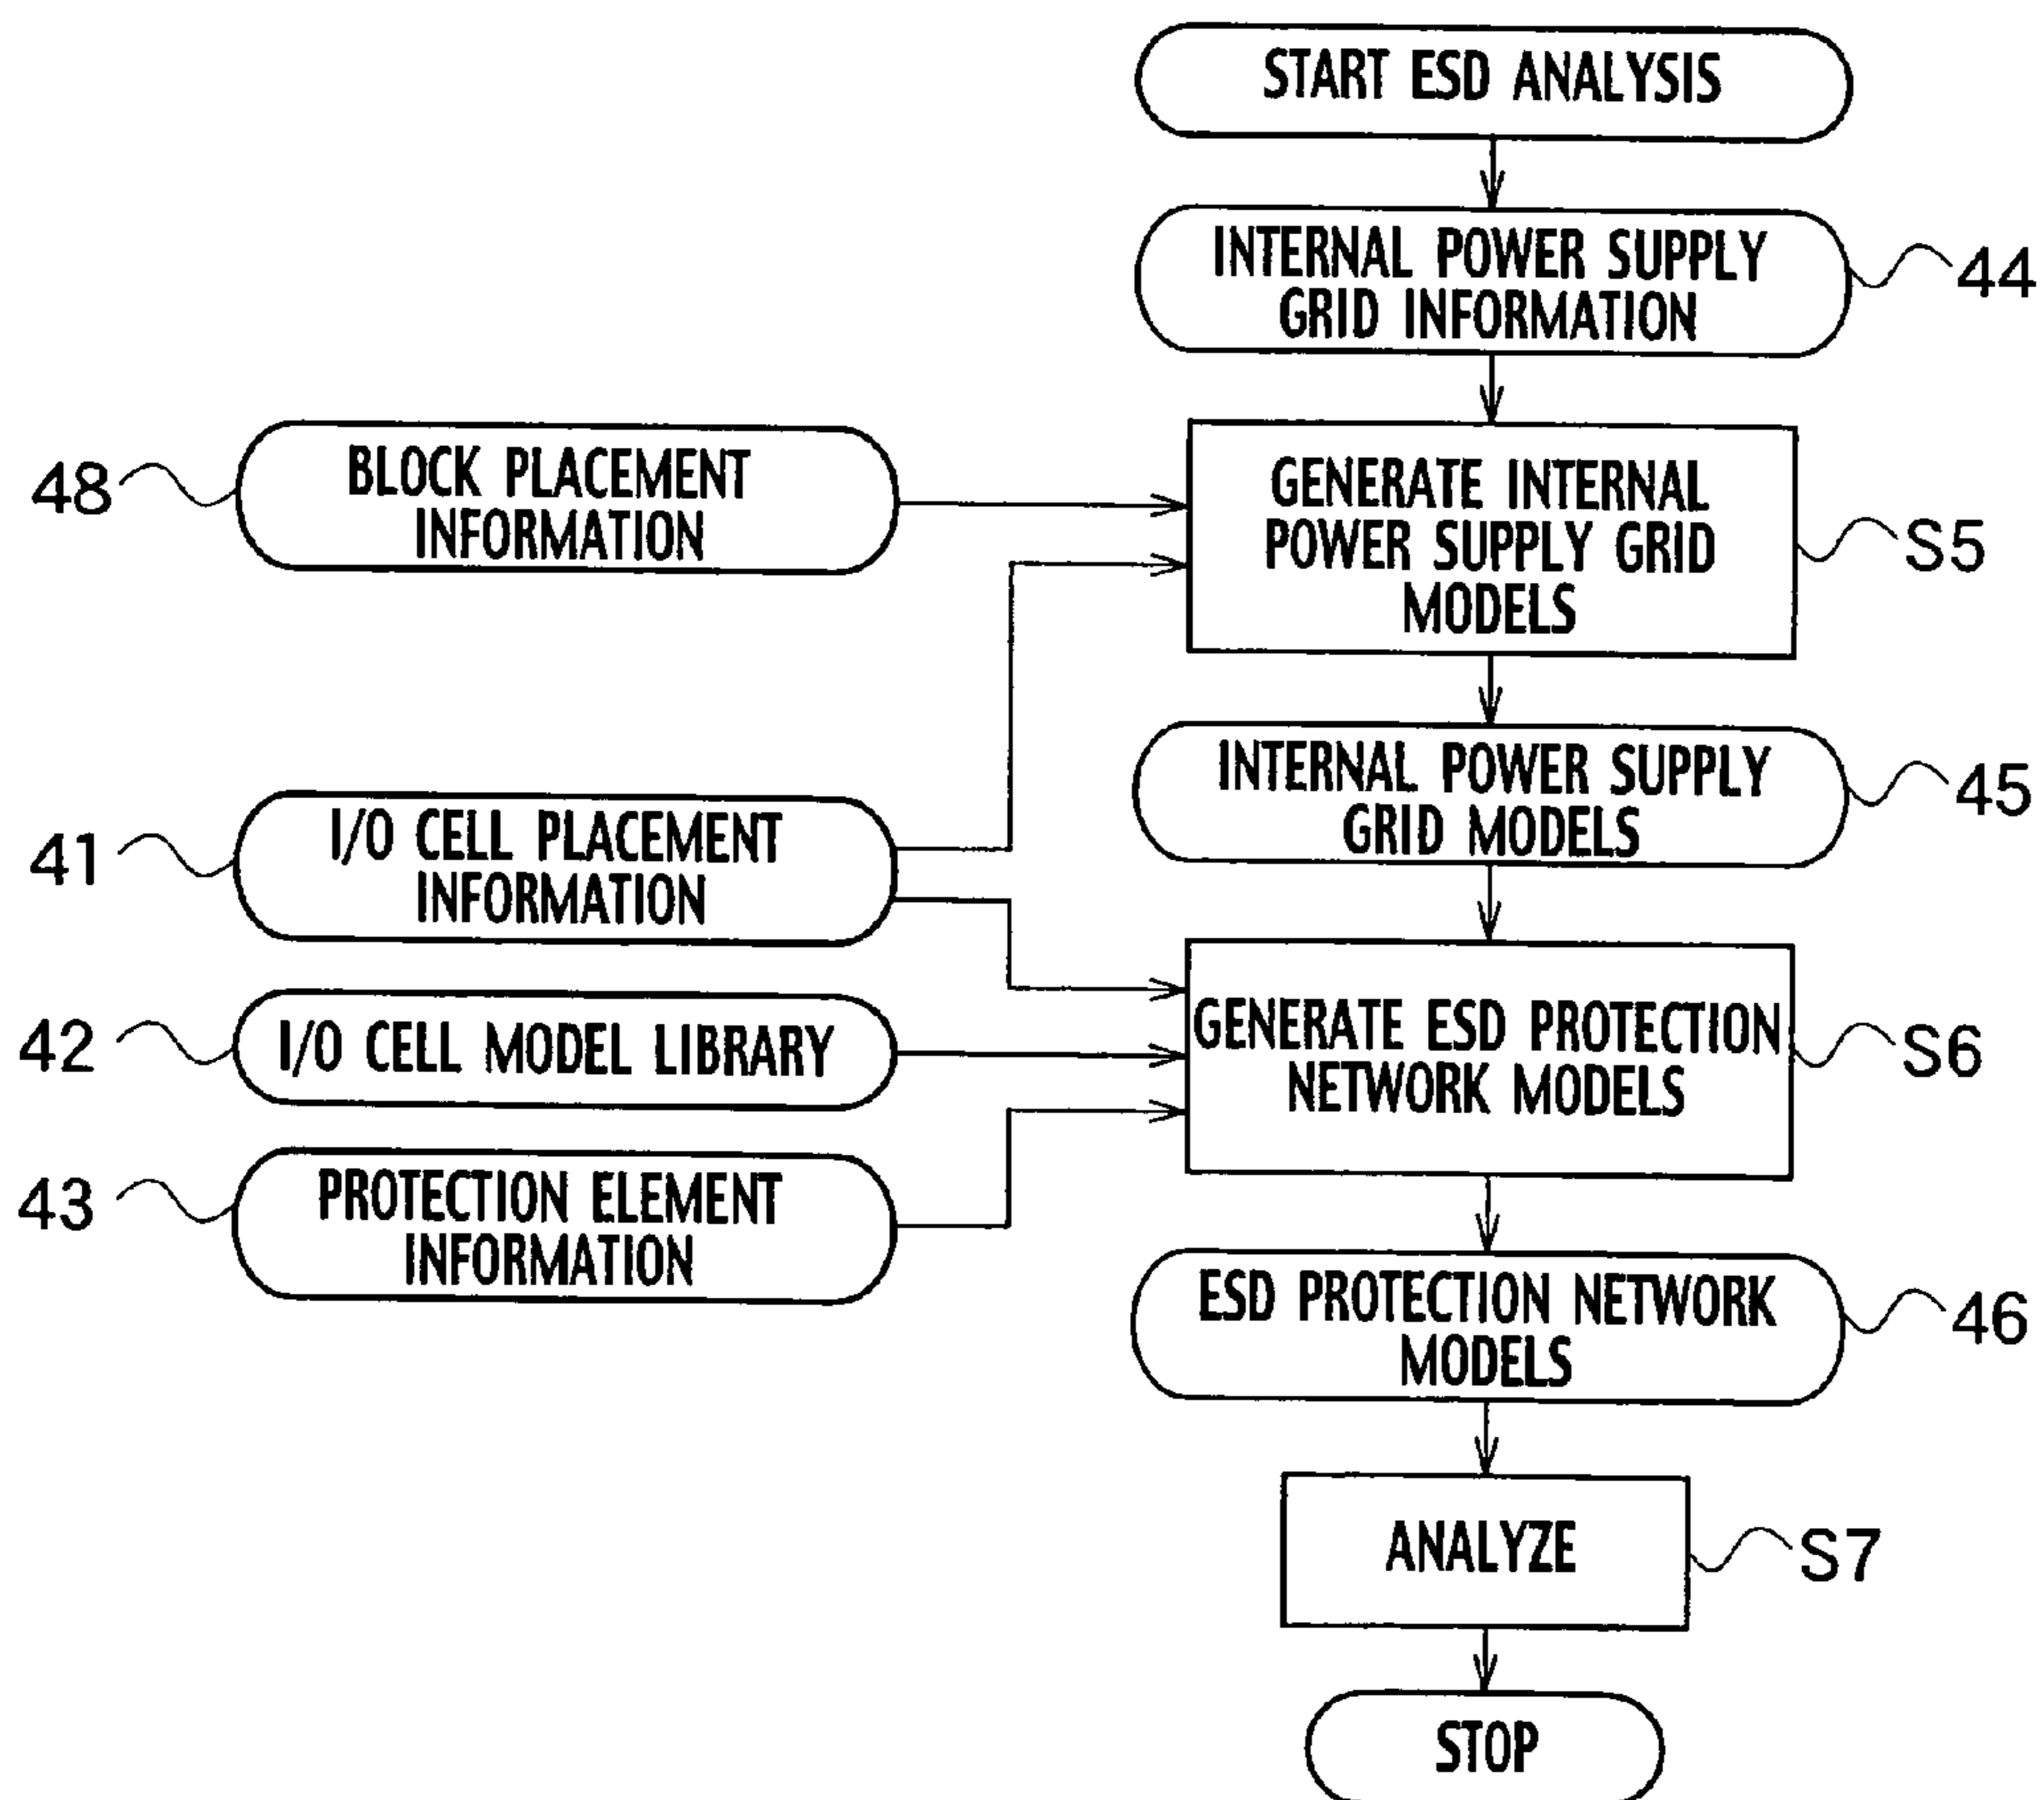 START ESD ANALYSIS
INTERNAL POWER SUPPLY
GRID INFORMATION
44
BLOCK PLACEMENT
INFORMATION
48
GENERATE INTERNAL
POWER SUPPLY GRID
MODELS
S5
INTERNAL POWER SUPPLY
GRID MODELS
45
I/O CELL PLACEMENT
INFORMATION
41
I/O CELL MODEL LIBRARY
42
GENERATE ESD PROTECTION
NETWORK MODELS
S6
PROTECTION ELEMENT
INFORMATION
43
ESD PROTECTION NETWORK
MODELS
46
ANALYZE
S7
STOP